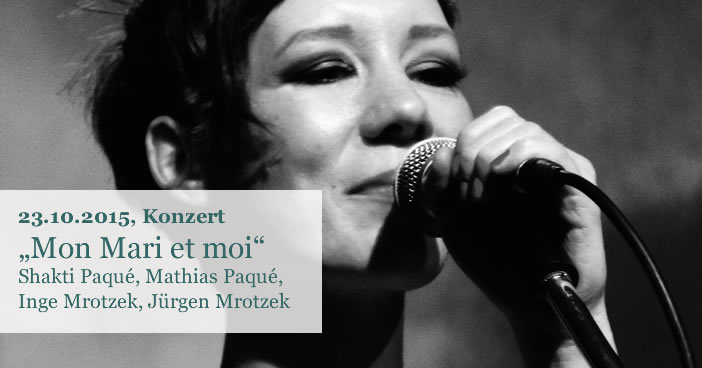 23.10.2015, Konzert
„Mon Mari et moi“
Shakti Paqué, Mathias Paqué,
Inge Mrotzek, Jürgen Mrotzek